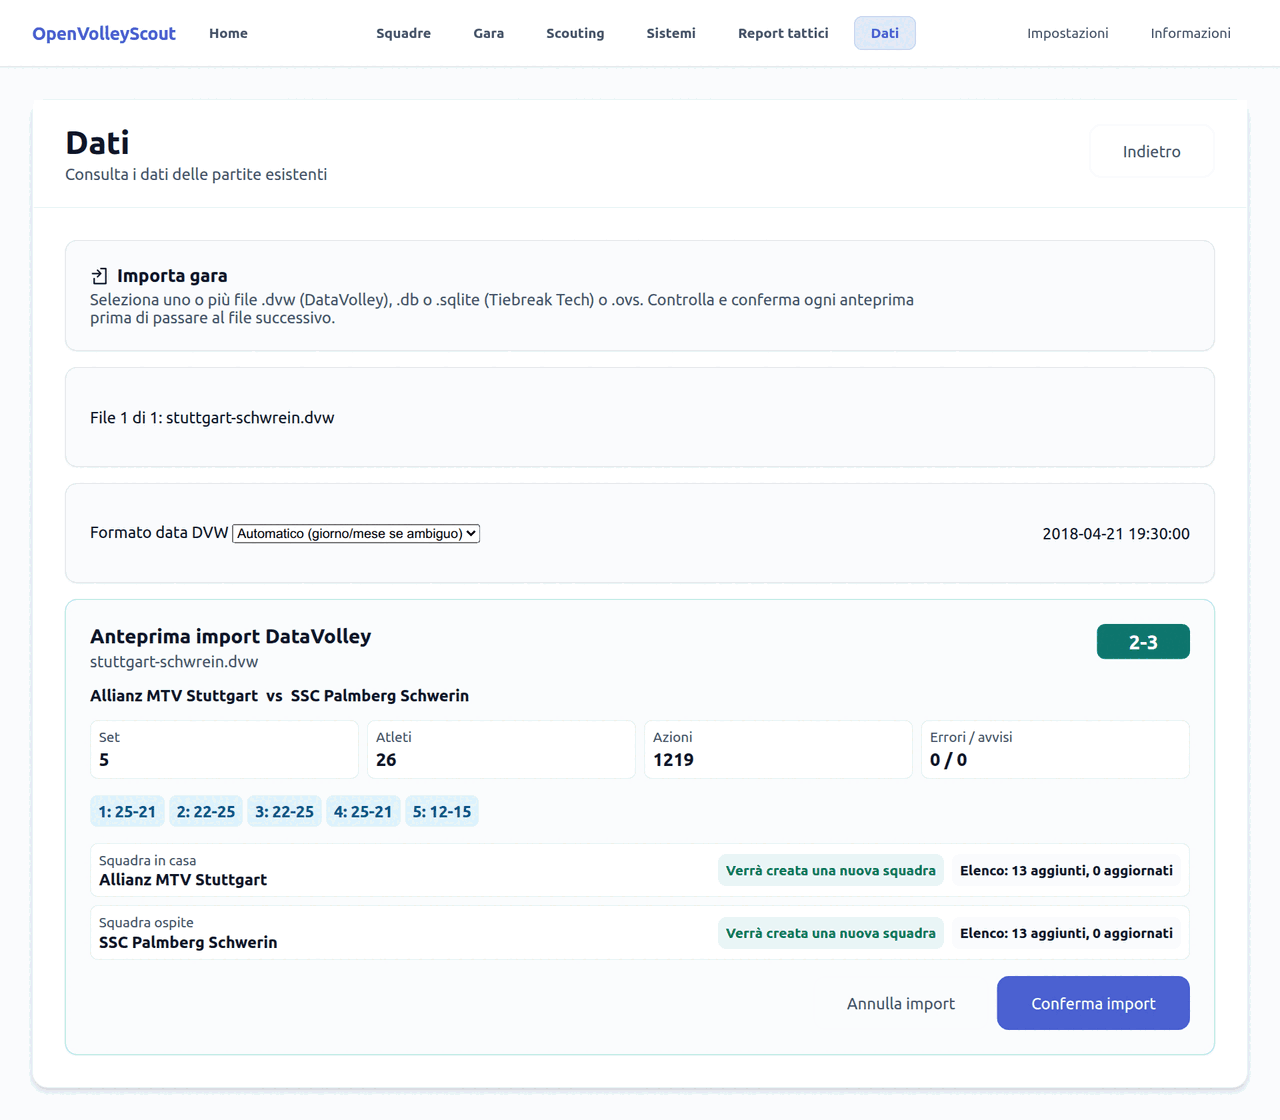 OpenVolleyScout Home Squadre Gara Scouting Sistemi Report tattici Dati Impostazioni Informazioni
Dati
Consulta i dati delle partite esistenti
Indietro
Importa gara
Seleziona uno o più file .dvw (DataVolley), .db o .sqlite (Tiebreak Tech) o .ovs. Controlla e conferma ogni anteprima
prima di passare al file successivo.
File 1 di 1: stuttgart-schwrein.dvw
Formato data DVW Automatico (giorno/mese se ambiguo) 2018-04-21 19:30:00
Anteprima import DataVolley
2-3
stuttgart-schwrein.dvw
Allianz MTV Stuttgart vs SSC Palmberg Schwerin
Set Atleti Azioni Errori / avvisi
5 26 1219 0 / 0
1: 25-21 2: 22-25 3: 22-25 4: 25-21 5: 12-15
Squadra in casa
Allianz MTV Stuttgart
Verrà creata una nuova squadra Elenco: 13 aggiunti, 0 aggiornati
Squadra ospite
SSC Palmberg Schwerin
Verrà creata una nuova squadra Elenco: 13 aggiunti, 0 aggiornati
Annulla import Conferma import